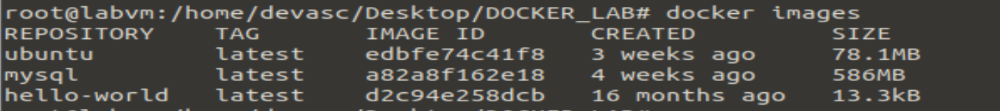 root@labvm:/home/devasc/Desktop/DOCKER_LAB# docker images
REPOSITORY TAG IMAGE ID CREATED SIZE
ubuntu latest edbfe74c41f8 3 weeks ago 78.1MB
mysql latest a82a8f162e18 4 weeks ago 586MB
hello-world latest d2c94e258dcb 16 months ago 13.3kB